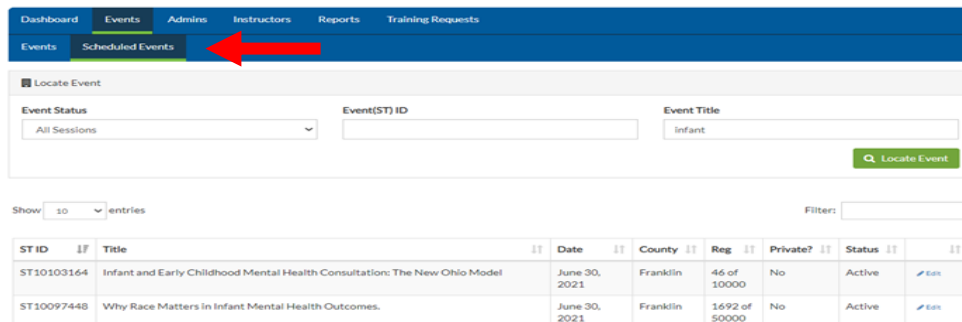 Dashboard Events Admins Instructors Reports Training Requests
Events Scheduled Events
Locate Event
Event Status Event(ST) ID Event Title
All Sessions infant
Locate Event
Show 10 entries Filter:
ST ID Title Date County Reg Private? Status
ST10103164 Infant and Early Childhood Mental Health Consultation: The New Ohio Model June 30, Franklin 46 of No Active Edit
2021 10000
ST10097448 Why Race Matters in Infant Mental Health Outcomes. June 30, Franklin 1692 of No Active Edit
2021 50000